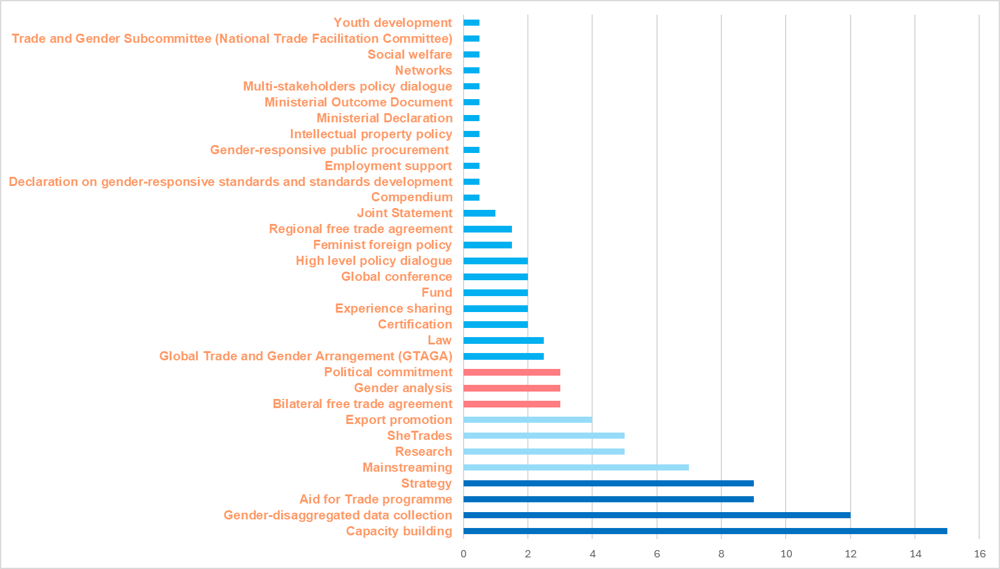 Youth development
Trade and Gender Subcommittee (National Trade Facilitation Committee)
Social welfare
Networks
Multi-stakeholders policy dialogue
Ministerial Outcome Document
Ministerial Declaration
Intellectual property policy
Gender-responsive public procurement
Employment support
Declaration on gender-responsive standards and standards development
Compendium
Joint Statement
Regional free trade agreement
Feminist foreign policy
High level policy dialogue
Global conference
Fund
Experience sharing
Certification
Law
Global Trade and Gender Arrangement (GTAGA)
Political commitment
Gender analysis
Bilateral free trade agreement
Export promotion
SheTrades
Research
Mainstreaming
Strategy
Aid for Trade programme
Gender-disaggregated data collection
Capacity building
0 2 4 6 8 10 12 14 16